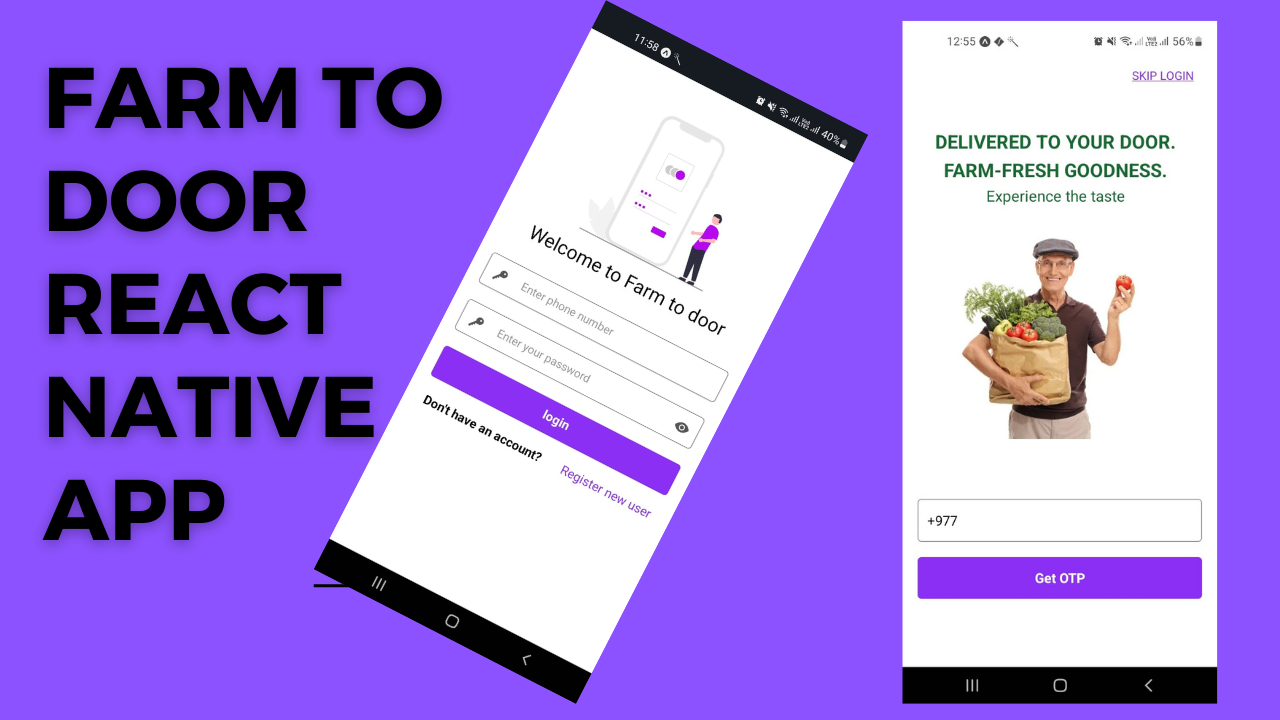 FARM TO
DOOR
REACT
NATIVE
APP
11:58
40%
Welcome to Farm to door
Enter phone number
Enter your password
login
Don't have an account?
Register new user
12:55
56%
SKIP LOGIN
DELIVERED TO YOUR DOOR.
FARM-FRESH GOODNESS.
Experience the taste
+977
Get OTP